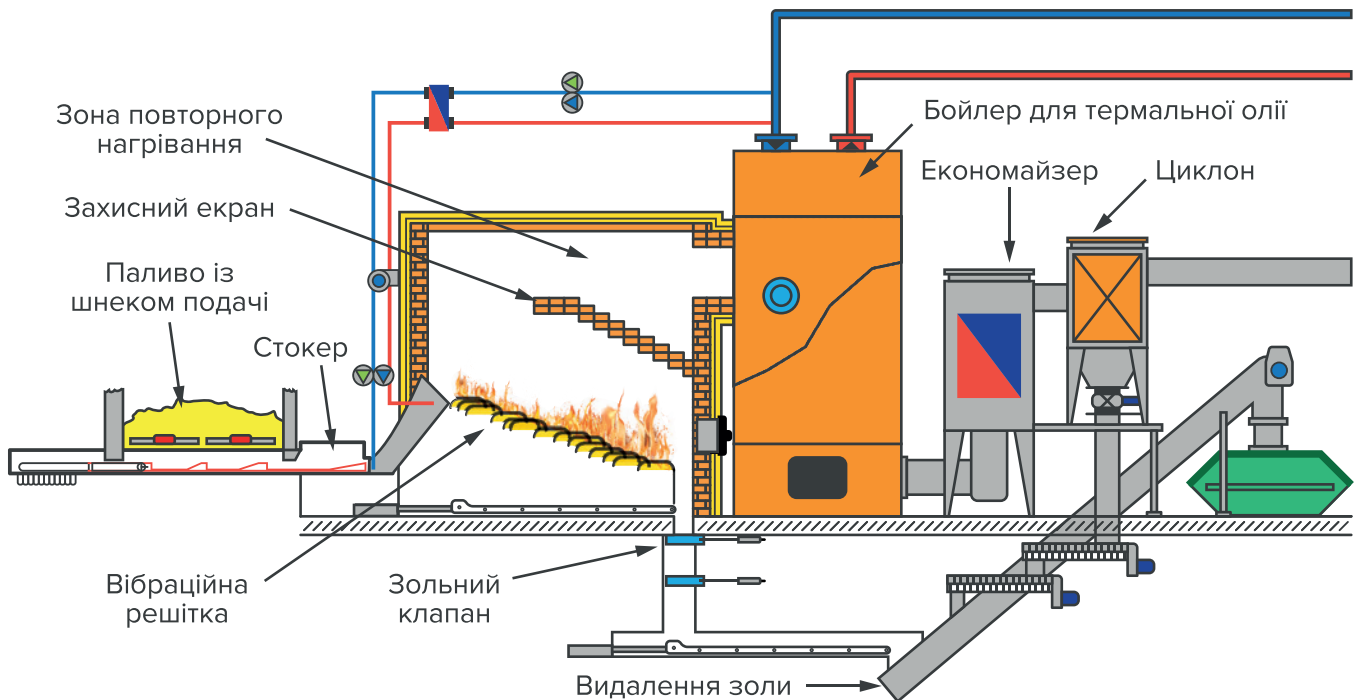 Зона повторного
нагрівання
Захисний екран
Паливо із
шнеком подачі
Стокер
Бойлер для термальної олії
Економайзер
Циклон
Вібраційна
решітка
Зольний
клапан
Видалення золи